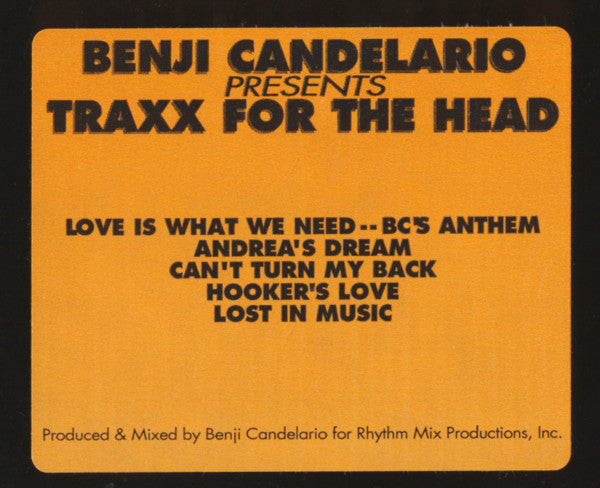 BENJI CANDELARIO
PRESENTS
TRAXX FOR THE HEAD
LOVE IS WHAT WE NEED -- BC'S ANTHEM
ANDREA'S DREAM
CAN'T TURN MY BACK
HOOKER'S LOVE
LOST IN MUSIC
Produced & Mixed by Benji Candelario for Rhythm Mix Productions, Inc.